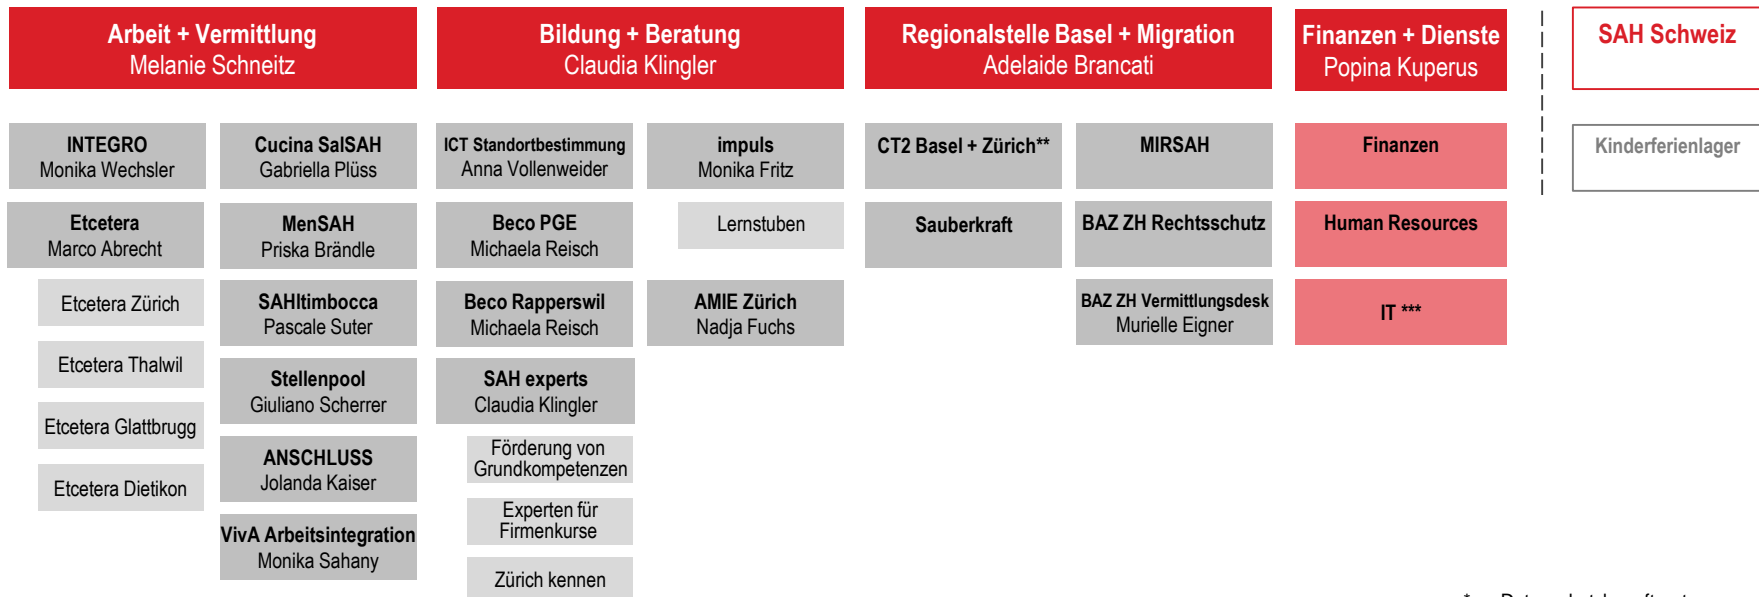 Arbeit + Vermittlung
Melanie Schneitz
Bildung + Beratung
Claudia Klingler
Regionalstelle Basel + Migration
Adelaide Brancati
Finanzen + Dienste
Popina Kuperus
SAH Schweiz
INTEGRO
Monika Wechsler
Etcetera
Marco Abrecht
Etcetera Zürich
Etcetera Thalwil
Etcetera Glattbrugg
Etcetera Dietikon
Cucina SalSAH
Gabriella Plüss
MenSAH
Priska Brändle
SAHltimbocca
Pascale Suter
Stellenpool
Giuliano Scherrer
ANSCHLUSS
Jolanda Kaiser
VivA Arbeitsintegration
Monika Sahany
ICT Standortbestimmung
Anna Vollenweider
Beco PGE
Michaela Reisch
Beco Rapperswil
Michaela Reisch
SAH experts
Claudia Klingler
Förderung von
Grundkompetenzen
Experten für
Firmenkurse
Zürich kennen
impuls
Monika Fritz
Lernstuben
AMIE Zürich
Nadja Fuchs
CT2 Basel + Zürich**
Sauberkraft
MIRSAH
BAZ ZH Rechtsschutz
BAZ ZH Vermittlungsdesk
Murielle Eigner
Finanzen
Human Resources
IT ***
Kinderferienlager